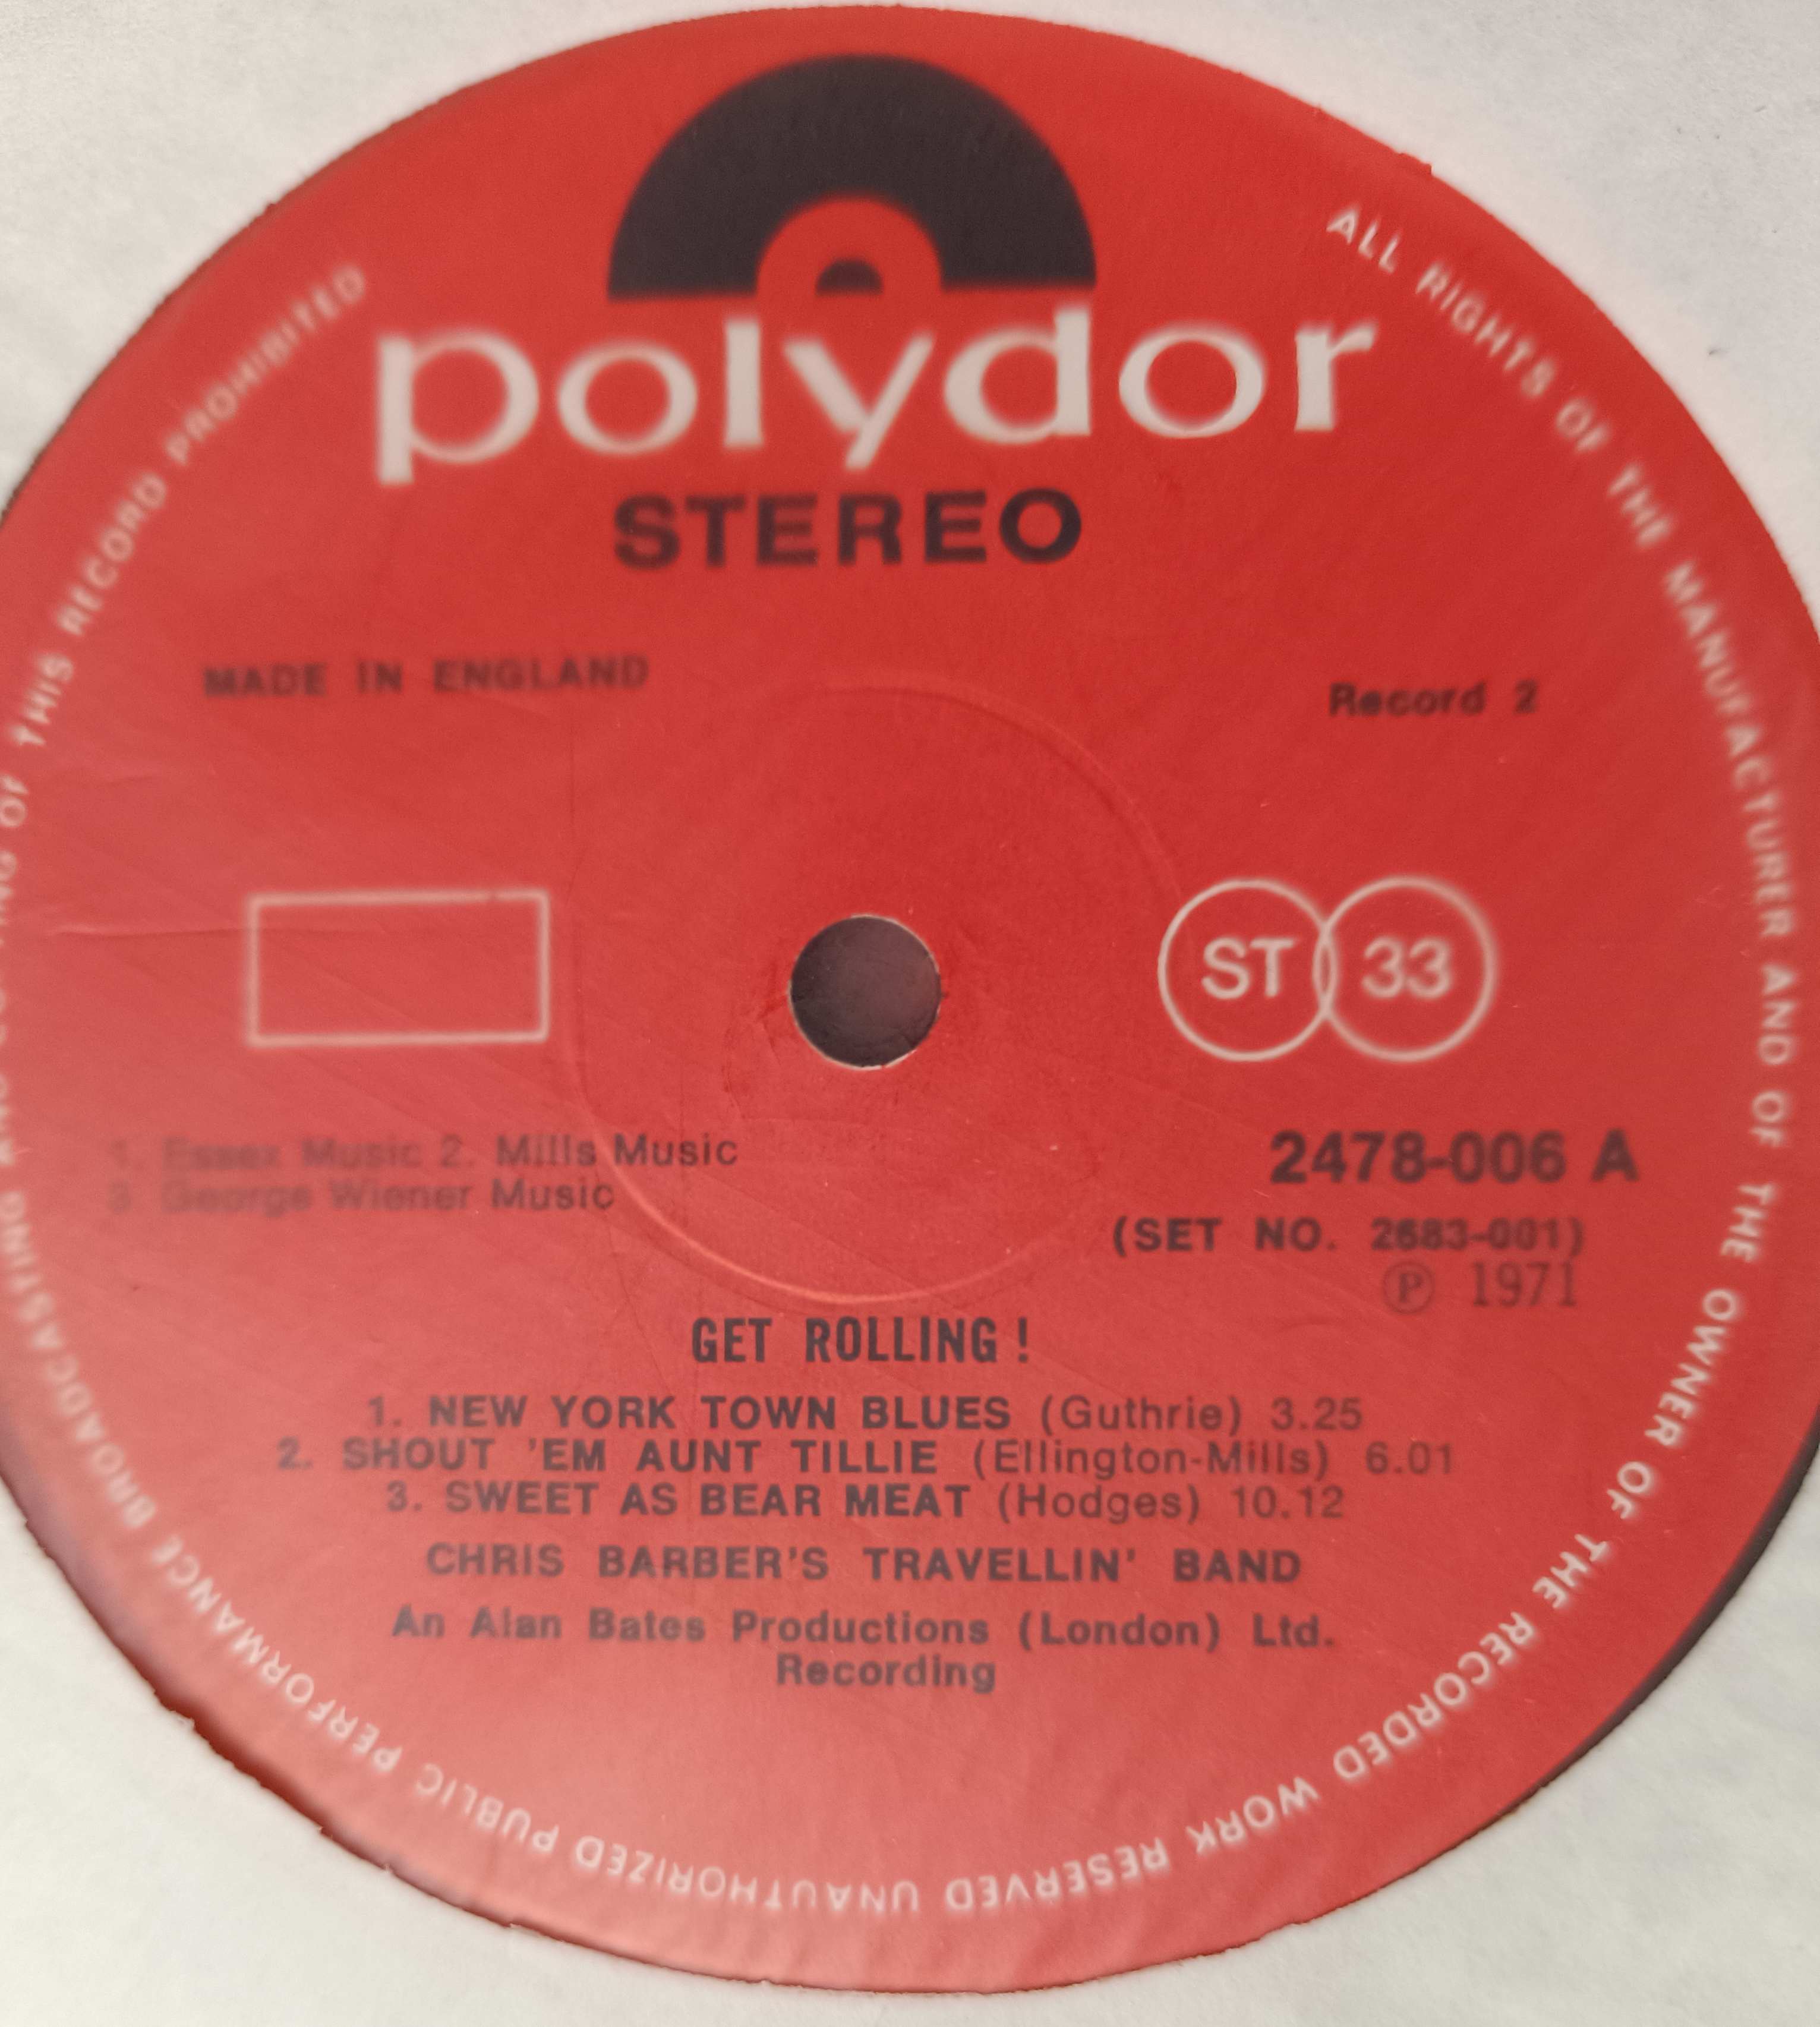 polydor
STEREO
MADE IN ENGLAND
Record 2
ST 33
1. Essex Music 2. Mills Music
3. George Wiener Music
2478-006 A
(SET NO. 2683-001)
Ⓟ 1971
GET ROLLING !
1. NEW YORK TOWN BLUES (Guthrie) 3.25
2. SHOUT 'EM AUNT TILLIE (Ellington-Mills) 6.01
3. SWEET AS BEAR MEAT (Hodges) 10.12
CHRIS BARBER'S TRAVELLIN' BAND
An Alan Bates Productions (London) Ltd.
Recording
ALL RIGHTS OF THE MANUFACTURER AND OF THE OWNER OF THE RECORDED WORK RESERVED UNAUTHORIZED PUBLIC PERFORMANCE BROADCASTING AND OF THIS RECORD PROHIBITED